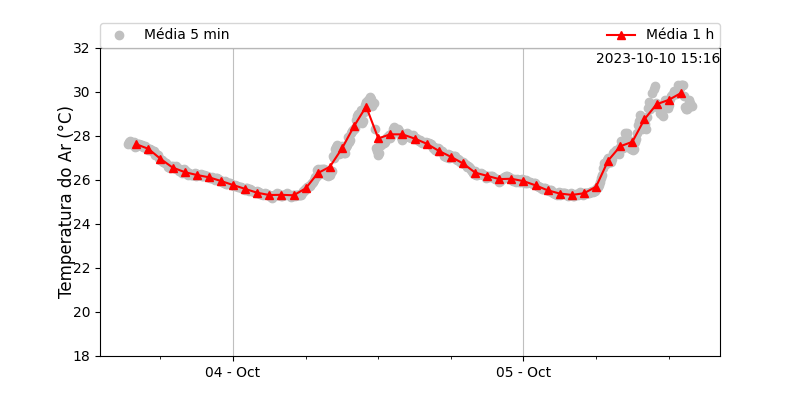 Média 5 min
Média 1 h
2023-10-10 15:16
Temperatura do Ar (°C)
32
30
28
26
24
22
20
18
04 - Oct
05 - Oct